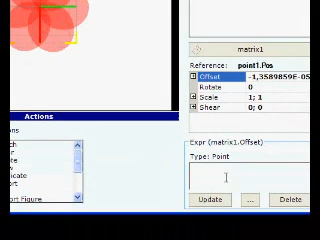 matrix1
Reference: point1.Pos
Offset -1,3589859E-05
Rotate 0
Scale 1; 1
Shear 0; 0
Actions
Expr (matrix1.Offset)
Type: Point
Update ... Delete